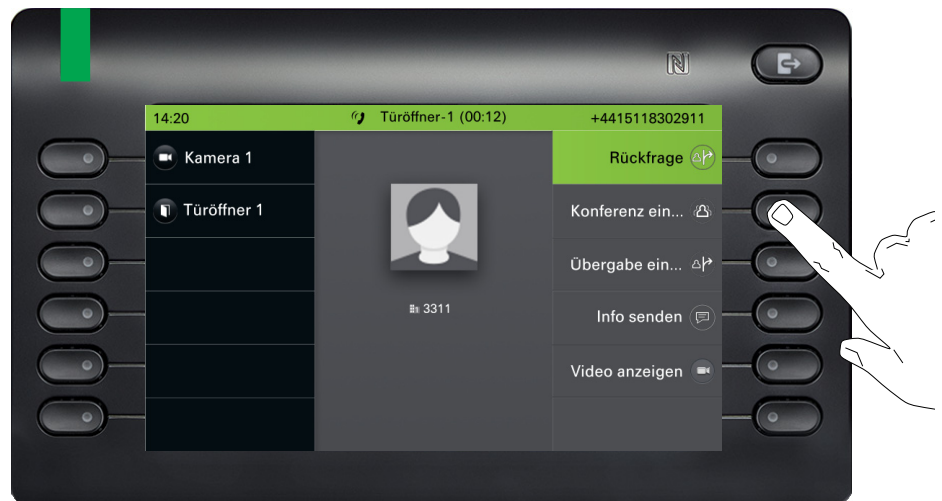 14:20
Türöffner-1 (00:12)
+4415118302911
Kamera 1
Türöffner 1
3311
Rückfrage
Konferenz ein...
Übergabe ein...
Info senden
Video anzeigen